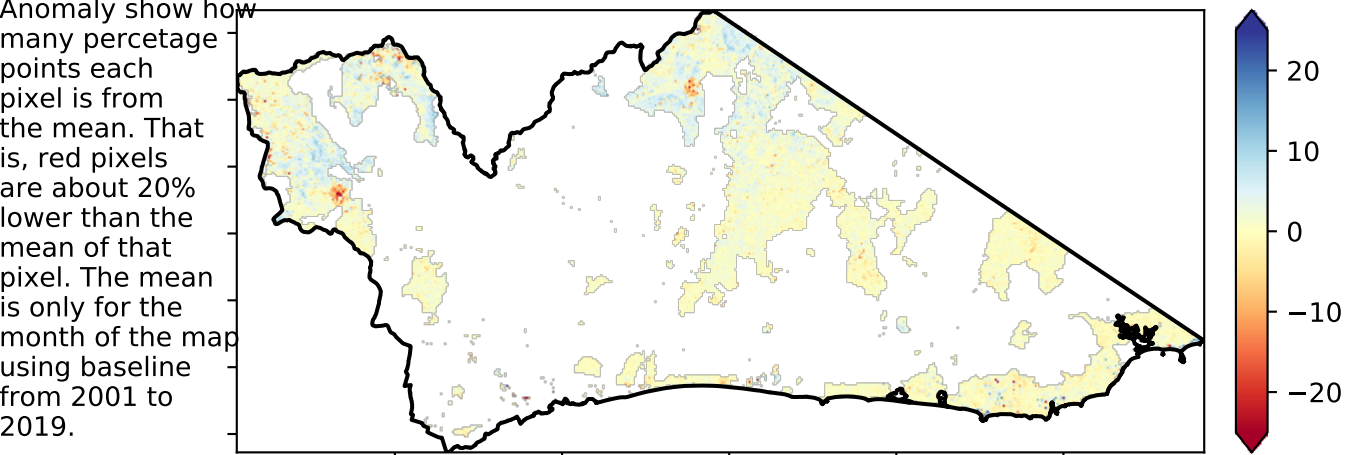 Anomaly show how
many percetage
points each
pixel is from
the mean. That
is, red pixels
are about 20%
lower than the
mean of that
pixel. The mean
is only for the
month of the map
using baseline
from 2001 to
2019.
20
10
0
−10
−20